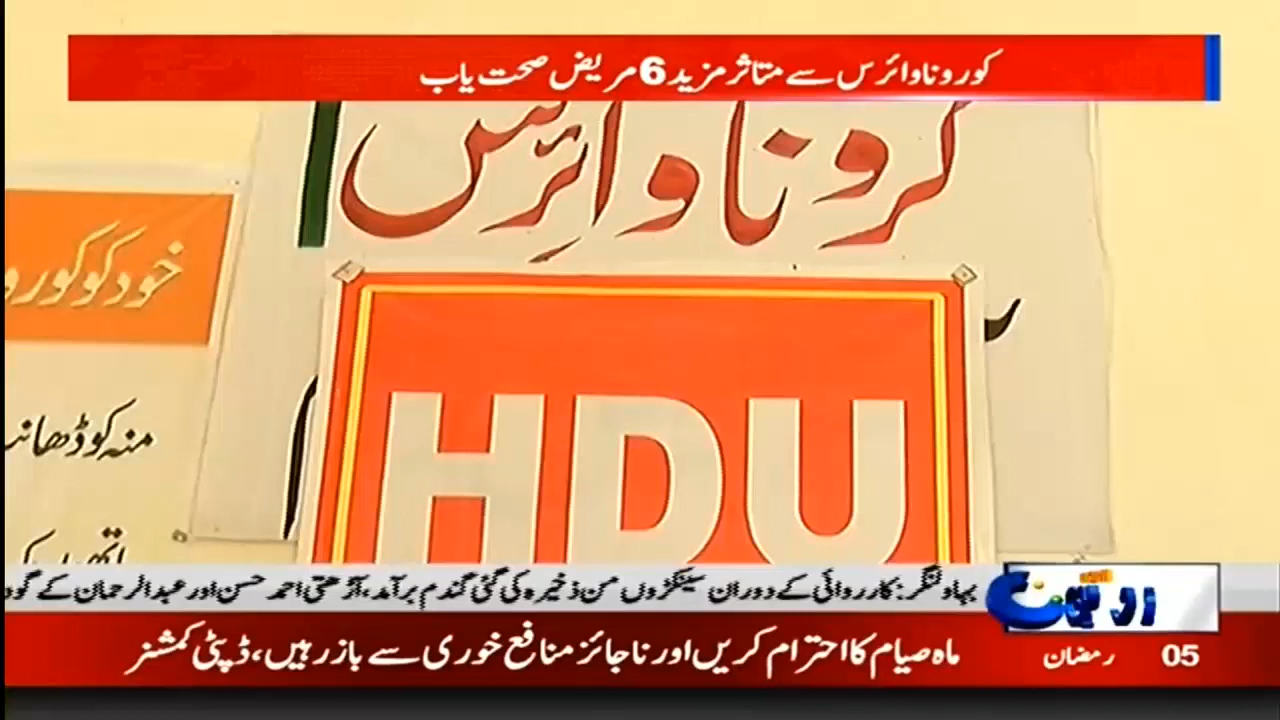 کورونا وائرس سے متاثر مزید 6 مریض صحت یاب
کرونا وائرس
خود کو کورو
HDU
منہ کو ڈھانپ
بہاولنگر: کارروائی کے دوران سینکڑوں من ذخیرہ کی گئی گندم برآمد، آڑھتی احمد حسن اور عبدالرحمان کے گود
ماہ صیام کا احترام کریں اور ناجائز منافع خوری سے باز رہیں، ڈپٹی کمشنر
05 رمضان